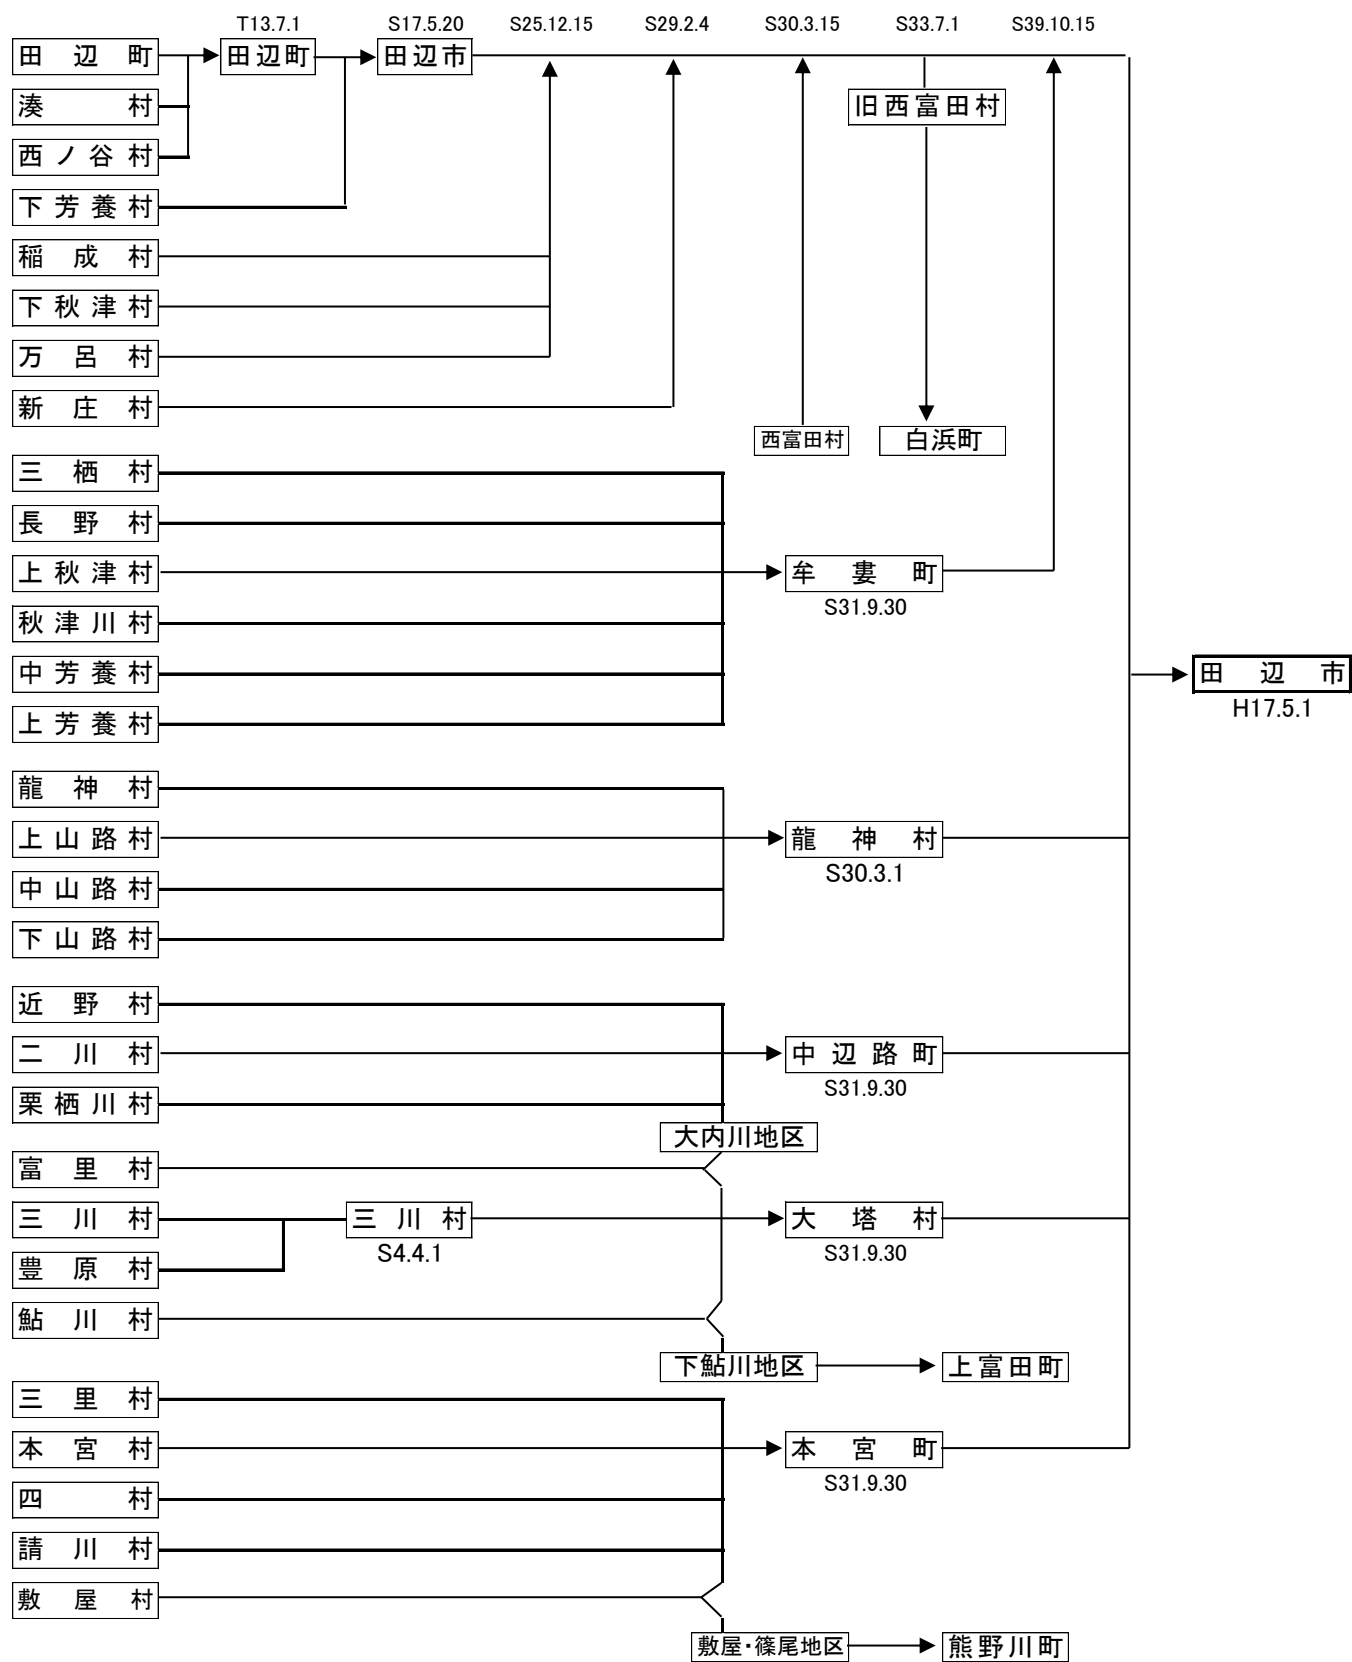 T13.7.1 S17.5.20 S25.12.15 S29.2.4 S30.3.15 S33.7.1 S39.10.15
田辺町 田辺町 田辺市
湊村 旧西富田村
西ノ谷村
下芳養村
稲成村
下秋津村
万呂村
新庄村
西富田村 白浜町
三栖村
長野村
上秋津村 牟婁町
S31.9.30
秋津川村
中芳養村 田辺市
H17.5.1
上芳養村
龍神村
上山路村 龍神村
S30.3.1
中山路村
下山路村
近野村
二川村 中辺路町
S31.9.30
栗栖川村
大内川地区
富里村
三川村 三川村 大塔村
S4.4.1 S31.9.30
豊原村
鮎川村
下鮎川地区 上富田町
三里村
本宮村 本宮町
S31.9.30
四村
請川村
敷屋村
敷屋・篠尾地区 熊野川町